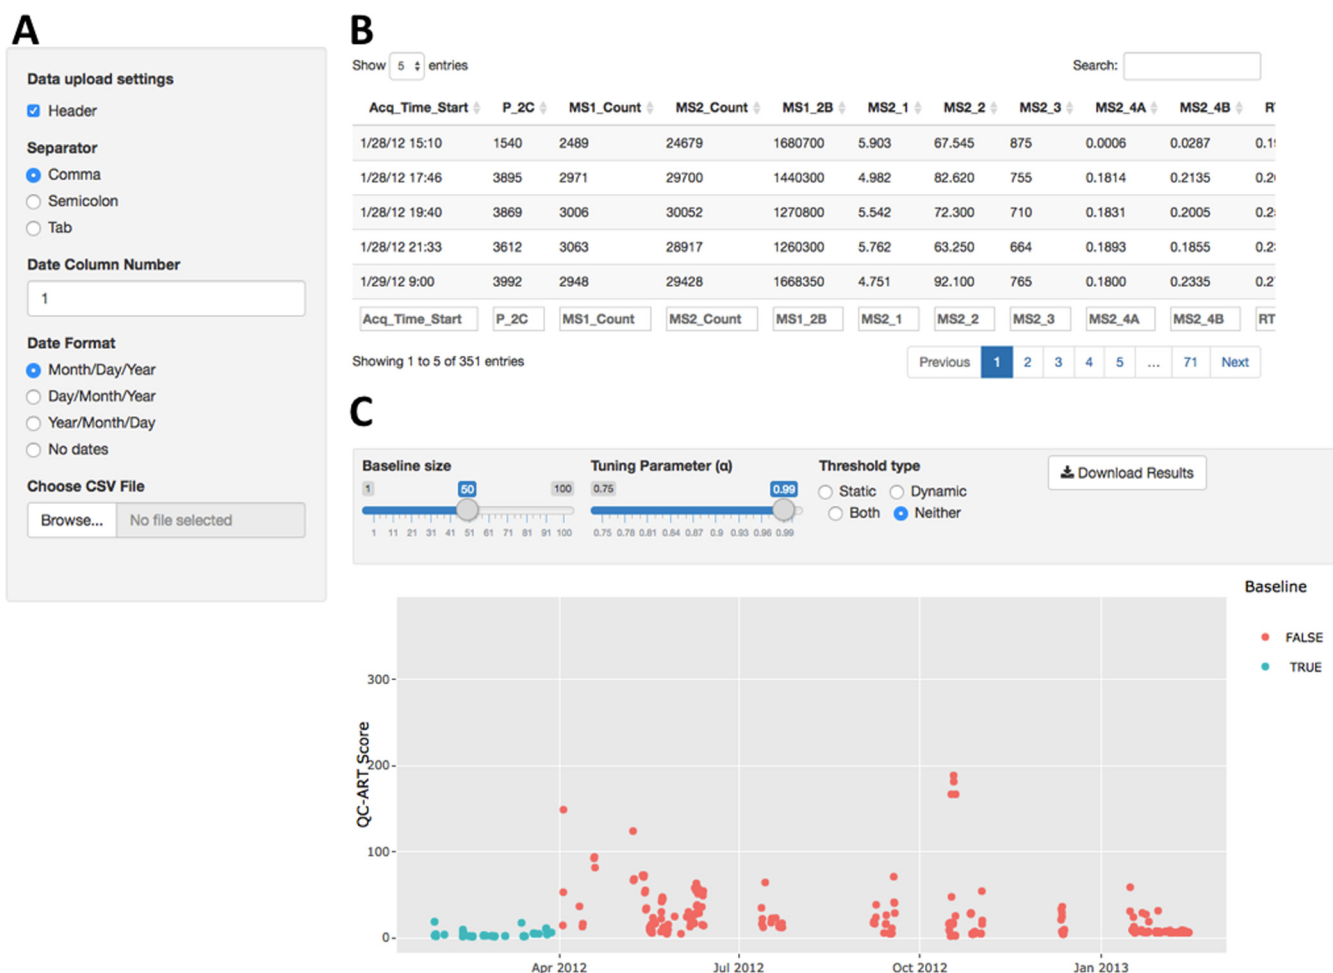 A
Data upload settings
Header
Separator
Comma
Semicolon
Tab
Date Column Number
1
Date Format
Month/Day/Year
Day/Month/Year
Year/Month/Day
No dates
Choose CSV File
Browse... No file selected
B
Show 5 entries Search:
Acq_Time_Start P_2C MS1_Count MS2_Count MS1_2B MS2_1 MS2_2 MS2_3 MS2_4A MS2_4B R
1/28/12 15:10 1540 2489 24679 1680700 5.903 67.545 875 0.0006 0.0287 0.1
1/28/12 17:46 3895 2971 29700 1440300 4.982 82.620 755 0.1814 0.2135 0.2
1/28/12 19:40 3869 3006 30052 1270800 5.542 72.300 710 0.1831 0.2005 0.2
1/28/12 21:33 3612 3063 28917 1260300 5.762 63.250 664 0.1893 0.1855 0.2
1/29/12 9:00 3992 2948 29428 1668350 4.751 92.100 765 0.1800 0.2335 0.2
Acq_Time_Start P_2C MS1_Count MS2_Count MS1_2B MS2_1 MS2_2 MS2_3 MS2_4A MS2_4B RT
Showing 1 to 5 of 351 entries Previous 1 2 3 4 5 ... 71 Next
C
Baseline size Tuning Parameter (α) Threshold type Download Results
1 50 100 0.75 0.99 Static Dynamic
Both Neither
1 11 21 31 41 51 61 71 81 91 100 0.75 0.78 0.81 0.84 0.87 0.9 0.93 0.96 0.99
Baseline
FALSE
TRUE
QC-ART Score
300
200
100
0
Apr 2012 Jul 2012 Oct 2012 Jan 2013